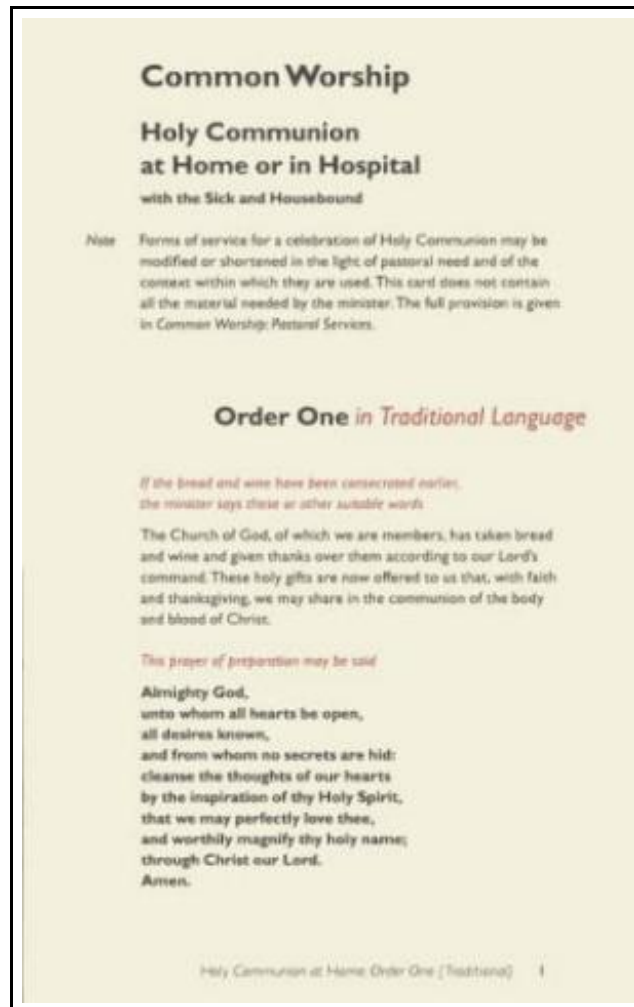 Common Worship
Holy Communion
at Home or in Hospital
with the Sick and Housebound
Note Forms of service for a celebration of Holy Communion may be
modified or shortened in the light of pastoral need and of the
context within which they are used. This card does not contain
all the material needed by the minister. The full provision is given
in Common Worship: Pastoral Services.
Order One in Traditional Language
If the bread and wine have been consecrated earlier,
the minister says these or other suitable words
The Church of God, of which we are members, has taken bread
and wine and given thanks over them according to our Lord's
command. These holy gifts are now offered to us that, with faith
and thanksgiving, we may share in the communion of the body
and blood of Christ.
This prayer of preparation may be said
Almighty God,
unto whom all hearts be open,
all desires known,
and from whom no secrets are hid:
cleanse the thoughts of our hearts
by the inspiration of thy Holy Spirit,
that we may perfectly love thee,
and worthily magnify thy holy name;
through Christ our Lord.
Amen.
Holy Communion at Home: Order One (Traditional) 1